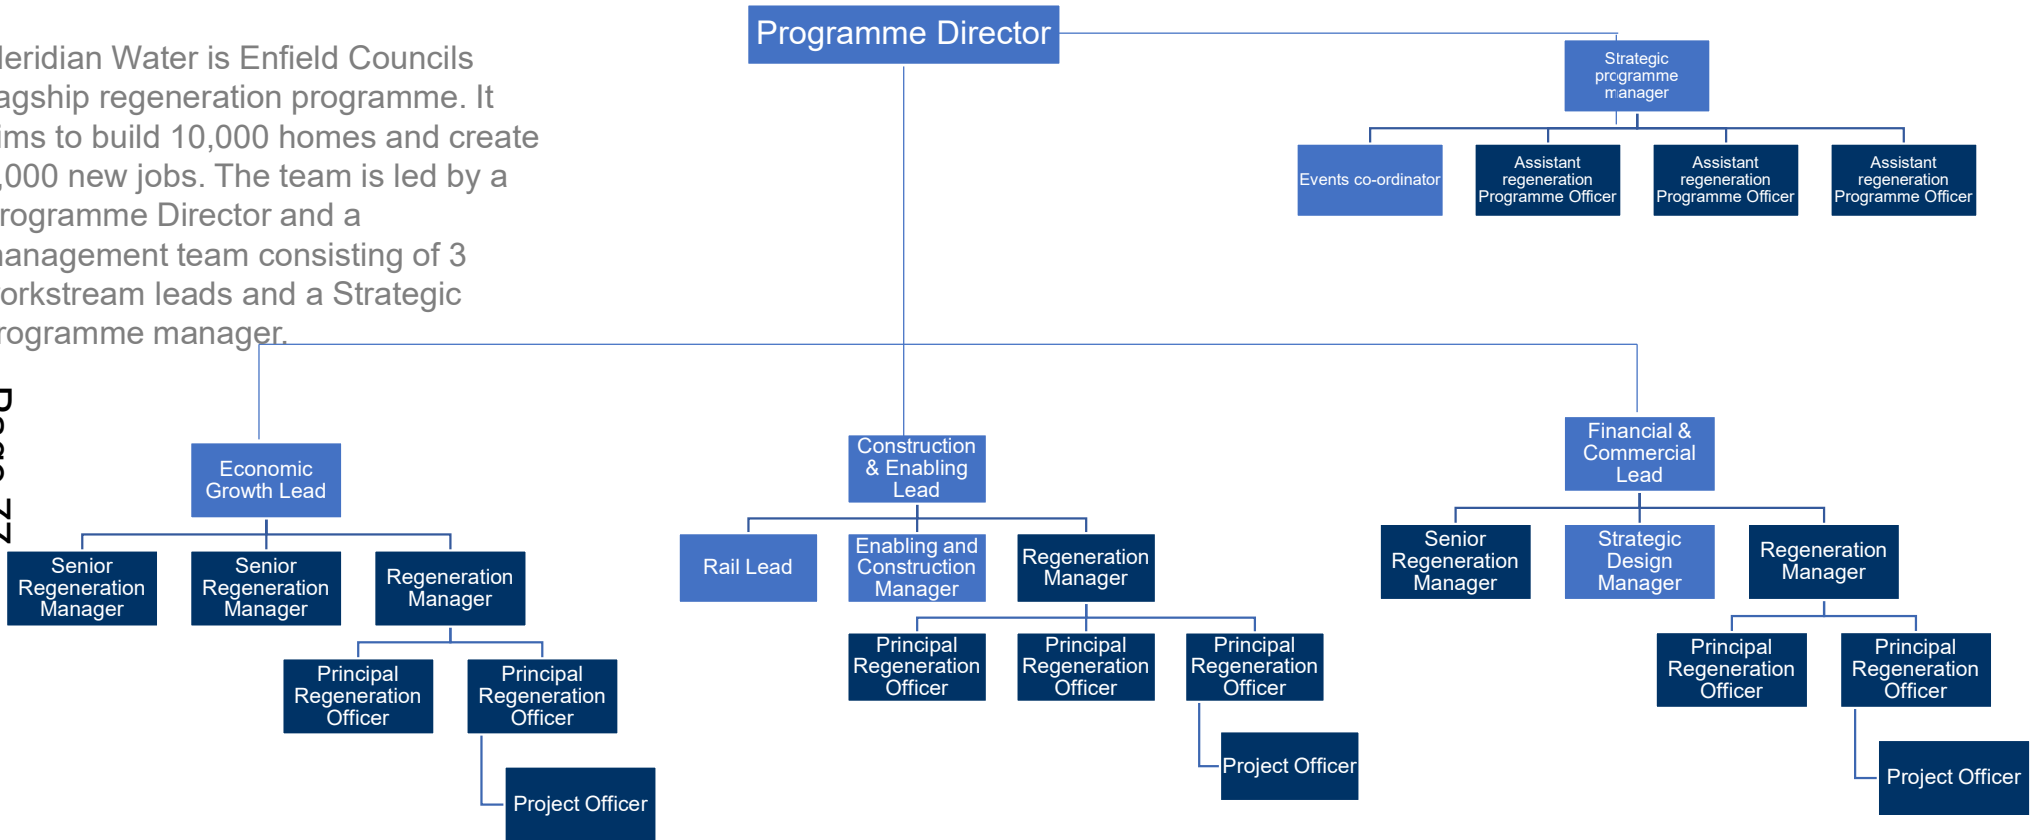 Programme Director
eridian Water is Enfield Councils
agship regeneration programme. It
ims to build 10,000 homes and create
,000 new jobs. The team is led by a
rogramme Director and a
anagement team consisting of 3
orkstream leads and a Strategic
rogramme manager.
Strategic
programme
manager
Events co-ordinator
Assistant
regeneration
Programme Officer
Assistant
regeneration
Programme Officer
Assistant
regeneration
Programme Officer
Page 77
Economic
Growth Lead
Senior
Regeneration
Manager
Senior
Regeneration
Manager
Regeneration
Manager
Principal
Regeneration
Officer
Principal
Regeneration
Officer
Project Officer
Construction
& Enabling
Lead
Rail Lead
Enabling and
Construction
Manager
Regeneration
Manager
Principal
Regeneration
Officer
Principal
Regeneration
Officer
Principal
Regeneration
Officer
Project Officer
Financial &
Commercial
Lead
Senior
Regeneration
Manager
Strategic
Design
Manager
Regeneration
Manager
Principal
Regeneration
Officer
Principal
Regeneration
Officer
Project Officer